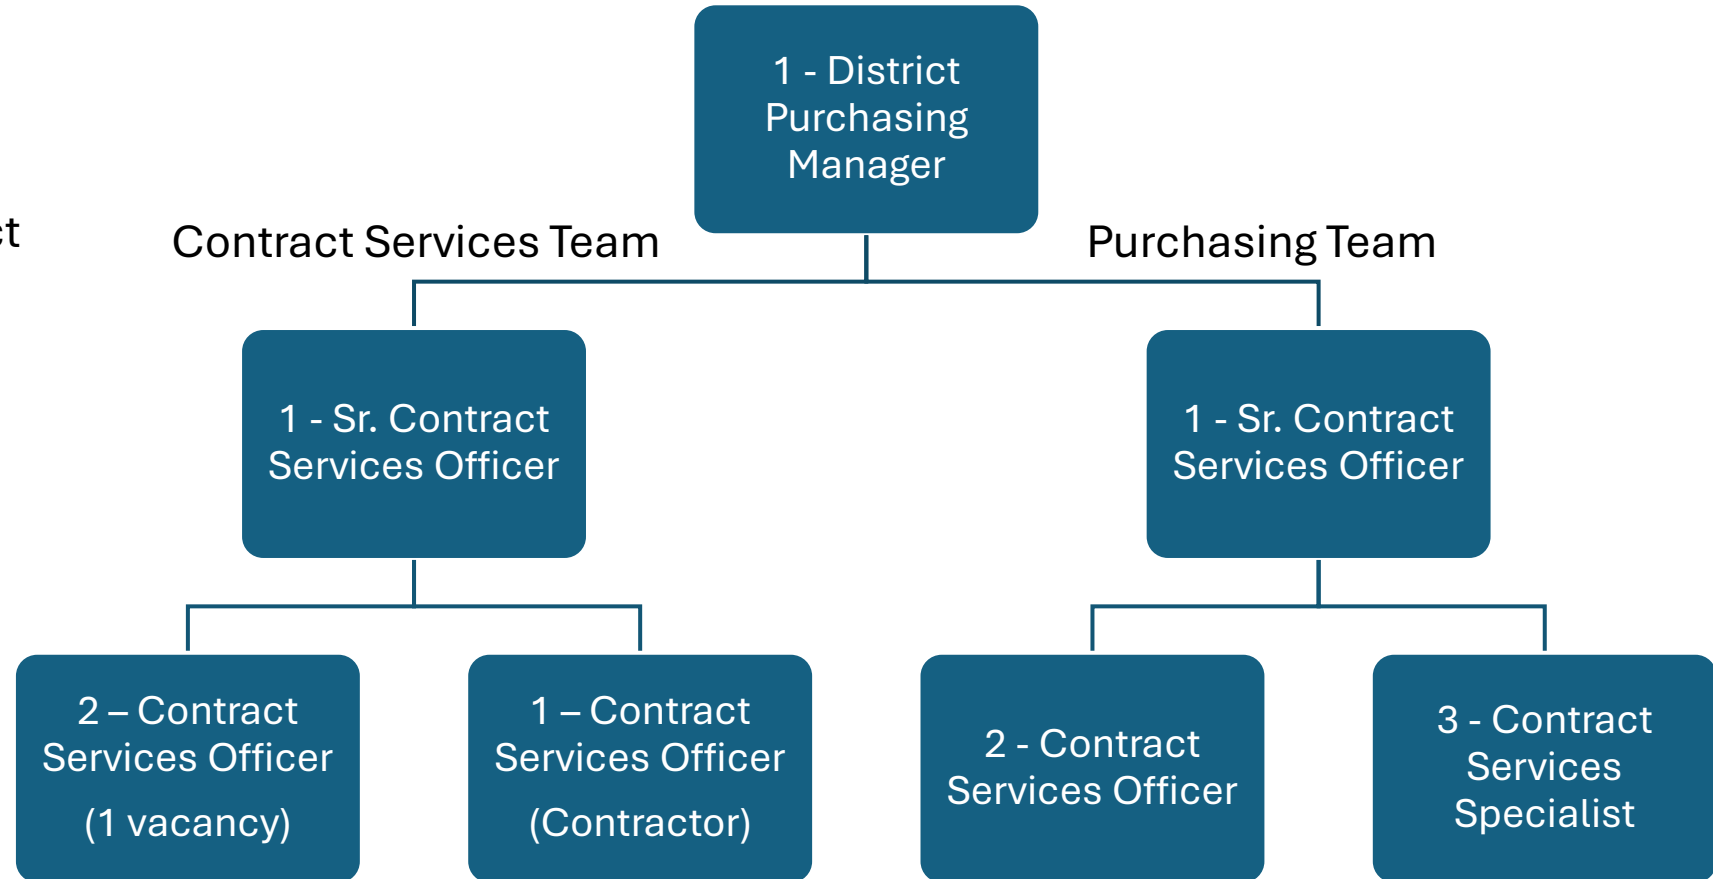 1 - District
Purchasing
Manager
ct
Contract Services Team
Purchasing Team
1 - Sr. Contract
Services Officer
1 - Sr. Contract
Services Officer
2 – Contract
Services Officer
(1 vacancy)
1 – Contract
Services Officer
(Contractor)
2 - Contract
Services Officer
3 - Contract
Services
Specialist